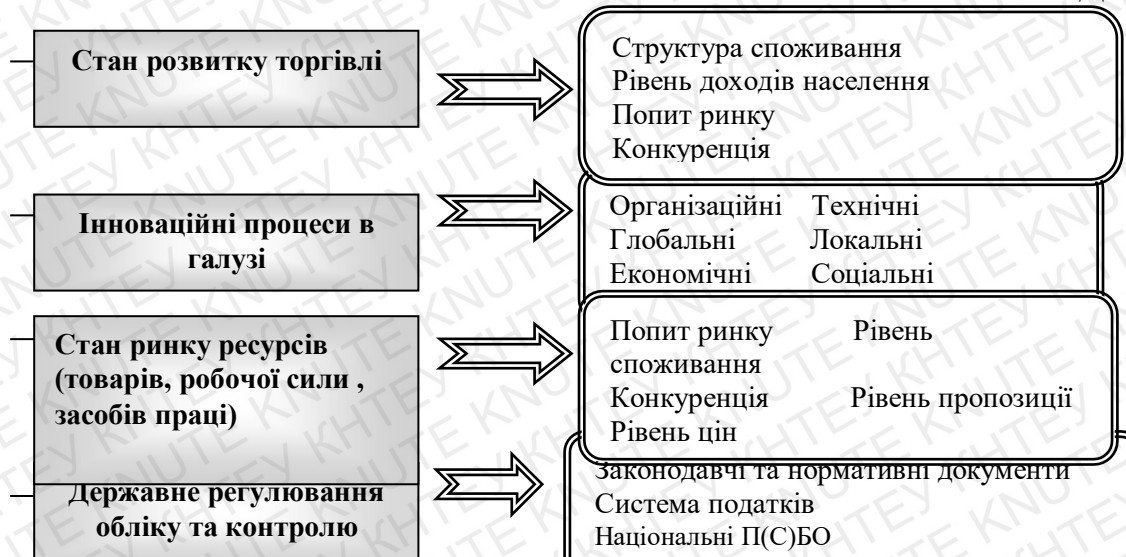 Стан розвитку торгівлі
Структура споживання
Рівень доходів населення
Попит ринку
Конкуренція
Інноваційні процеси в
галузі
Організаційні Технічні
Глобальні Локальні
Економічні Соціальні
Стан ринку ресурсів
(товарів, робочої сили ,
засобів праці)
Попит ринку Рівень
споживання
Конкуренція Рівень пропозиції
Рівень цін
Державне регулювання
обліку та контролю
Законодавчі та нормативні документи
Система податків
Національні П(С)БО